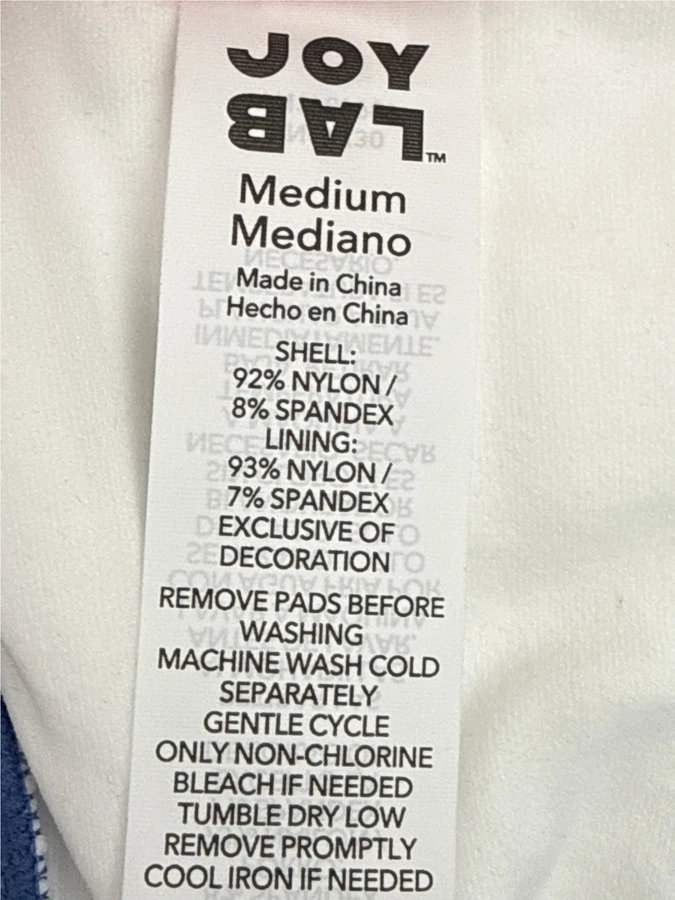 JOY
LAB™
Medium
Mediano
Made in China
Hecho en China
SHELL:
92% NYLON /
8% SPANDEX
LINING:
93% NYLON /
7% SPANDEX
EXCLUSIVE OF
DECORATION
REMOVE PADS BEFORE
WASHING
MACHINE WASH COLD
SEPARATELY
GENTLE CYCLE
ONLY NON-CHLORINE
BLEACH IF NEEDED
TUMBLE DRY LOW
REMOVE PROMPTLY
COOL IRON IF NEEDED